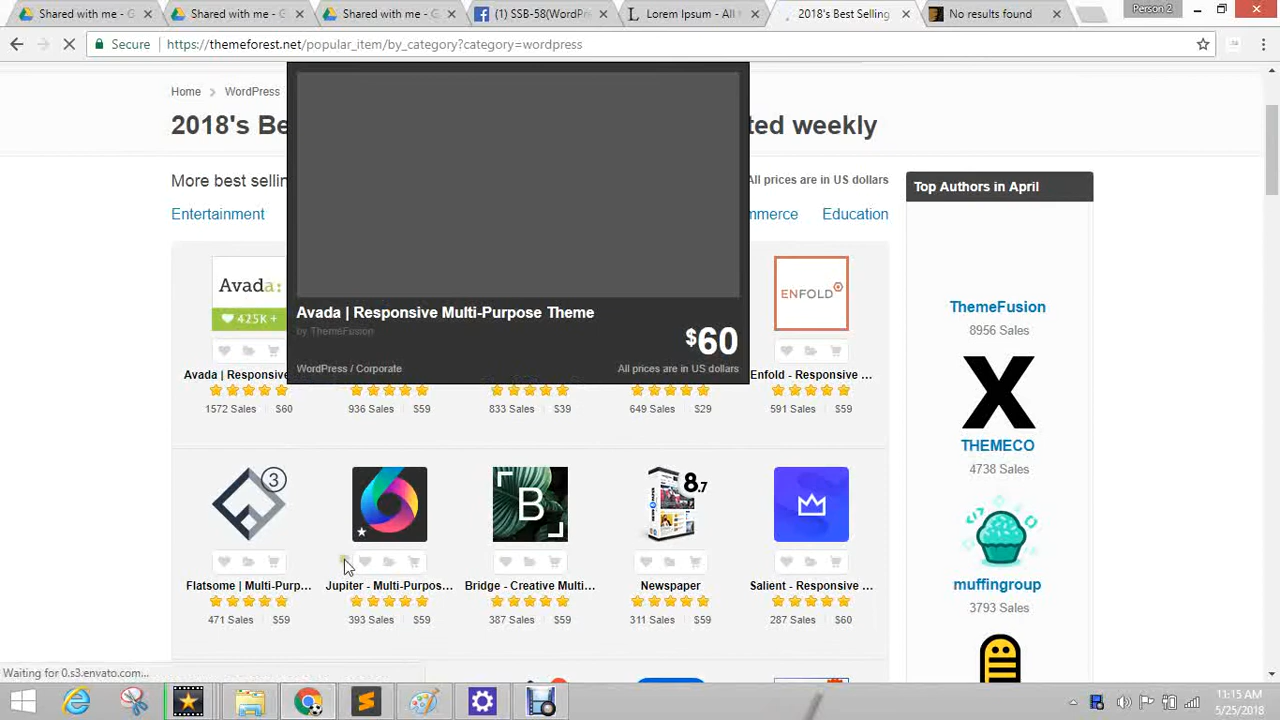 Shared with me - G
Shared with me - G
Shared with me - G
(1) SSB-58(WordPr
Lorem Ipsum - All t
2018's Best Selling
No results found
Person 2
Secure
https://themeforest.net/popular_item/by_category?category=wordpress
Home
WordPress
2018's Be
ted weekly
More best sellin
All prices are in US dollars
Entertainment
mmerce
Education
Top Authors in April
Avada | Responsive Multi-Purpose Theme
by ThemeFusion
$60
WordPress / Corporate
All prices are in US dollars
Avada:
425K +
ENFOLD
Avada | Responsiv
Enfold - Responsive ...
1572 Sales $60
936 Sales $59
833 Sales $39
649 Sales $29
591 Sales $59
3
6
B
8.7
Flatsome | Multi-Purp...
Jupiter - Multi-Purpos...
Bridge - Creative Multi...
Newspaper
Salient - Responsive ...
471 Sales $59
393 Sales $59
387 Sales $59
311 Sales $59
287 Sales $60
ThemeFusion
8956 Sales
X
THEMECO
4738 Sales
muffingroup
3793 Sales
Waiting for 0.s3.envato.com...
11:15 AM
5/25/2018